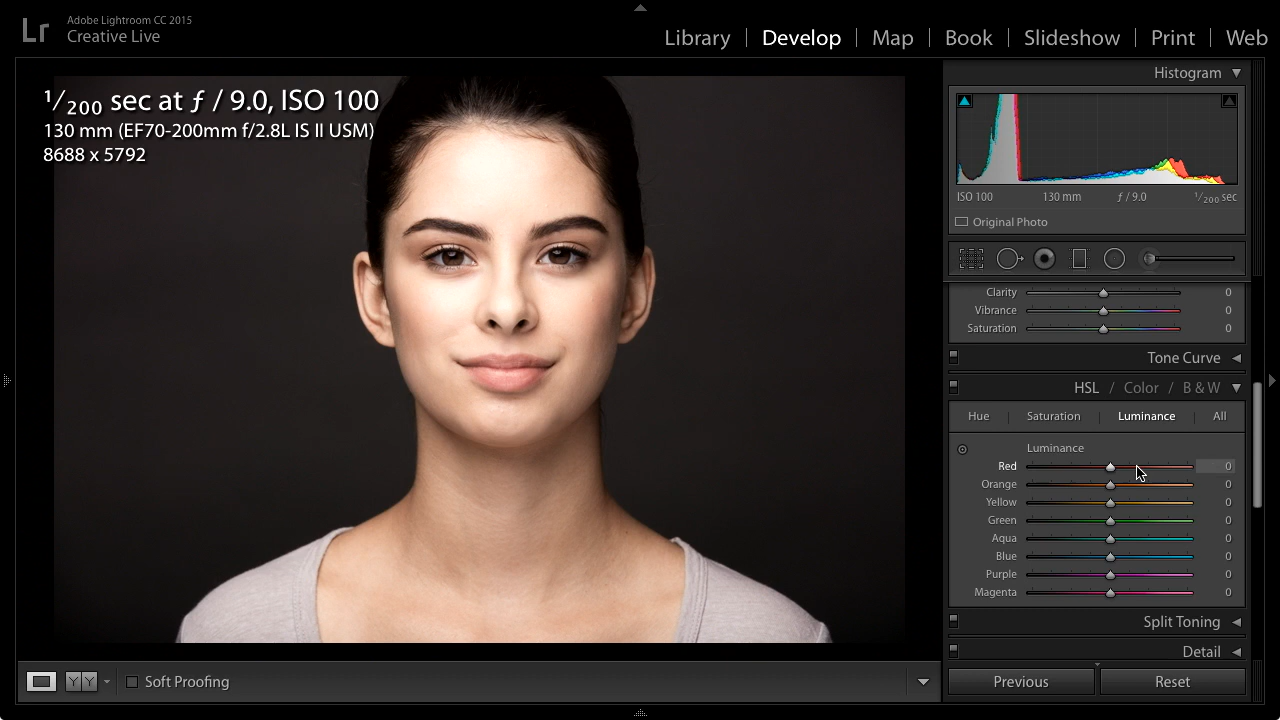 Lr
Adobe Lightroom CC 2015
Creative Live
Library | Develop | Map | Book | Slideshow | Print | Web
¹⁄₂₀₀ sec at ƒ / 9.0, ISO 100
130 mm (EF70-200mm f/2.8L IS II USM)
8688 x 5792
Histogram
ISO 100 130 mm ƒ / 9.0 ¹⁄₂₀₀ sec
Original Photo
Clarity 0
Vibrance 0
Saturation 0
Tone Curve
HSL / Color / B & W
Hue | Saturation | Luminance | All
Luminance
Red 0
Orange 0
Yellow 0
Green 0
Aqua 0
Blue 0
Purple 0
Magenta 0
Split Toning
Detail
YY Soft Proofing
Previous Reset